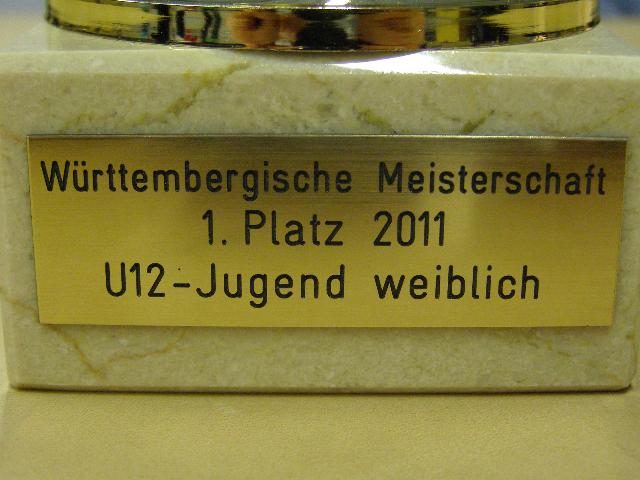 Württembergische Meisterschaft
1. Platz 2011
U12-Jugend weiblich